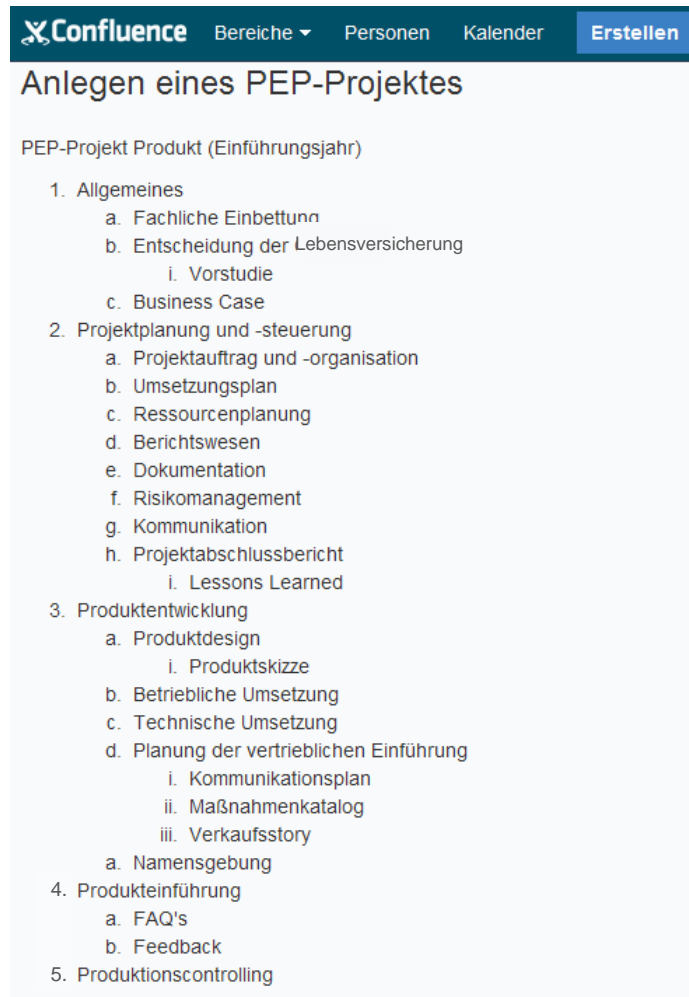 Confluence Bereiche Personen Kalender Erstellen
Anlegen eines PEP-Projektes
PEP-Projekt Produkt (Einführungsjahr)
1. Allgemeines
a. Fachliche Einbettung
b. Entscheidung der Lebensversicherung
i. Vorstudie
c. Business Case
2. Projektplanung und -steuerung
a. Projektauftrag und -organisation
b. Umsetzungsplan
c. Ressourcenplanung
d. Berichtswesen
e. Dokumentation
f. Risikomanagement
g. Kommunikation
h. Projektabschlussbericht
i. Lessons Learned
3. Produktentwicklung
a. Produktdesign
i. Produktskizze
b. Betriebliche Umsetzung
c. Technische Umsetzung
d. Planung der vertrieblichen Einführung
i. Kommunikationsplan
ii. Maßnahmenkatalog
iii. Verkaufsstory
a. Namensgebung
4. Produkteinführung
a. FAQ's
b. Feedback
5. Produktionscontrolling